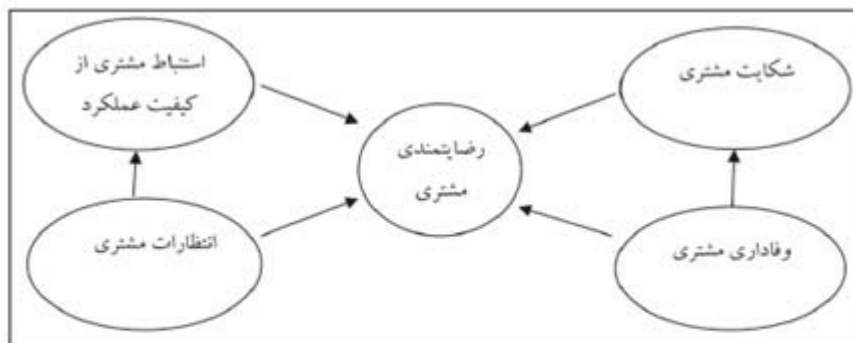 شکایت مشتری
استنباط مشتری از
کیفیت عملکرد
رضایتمندی
مشتری
وفاداری مشتری
انتظارات مشتری